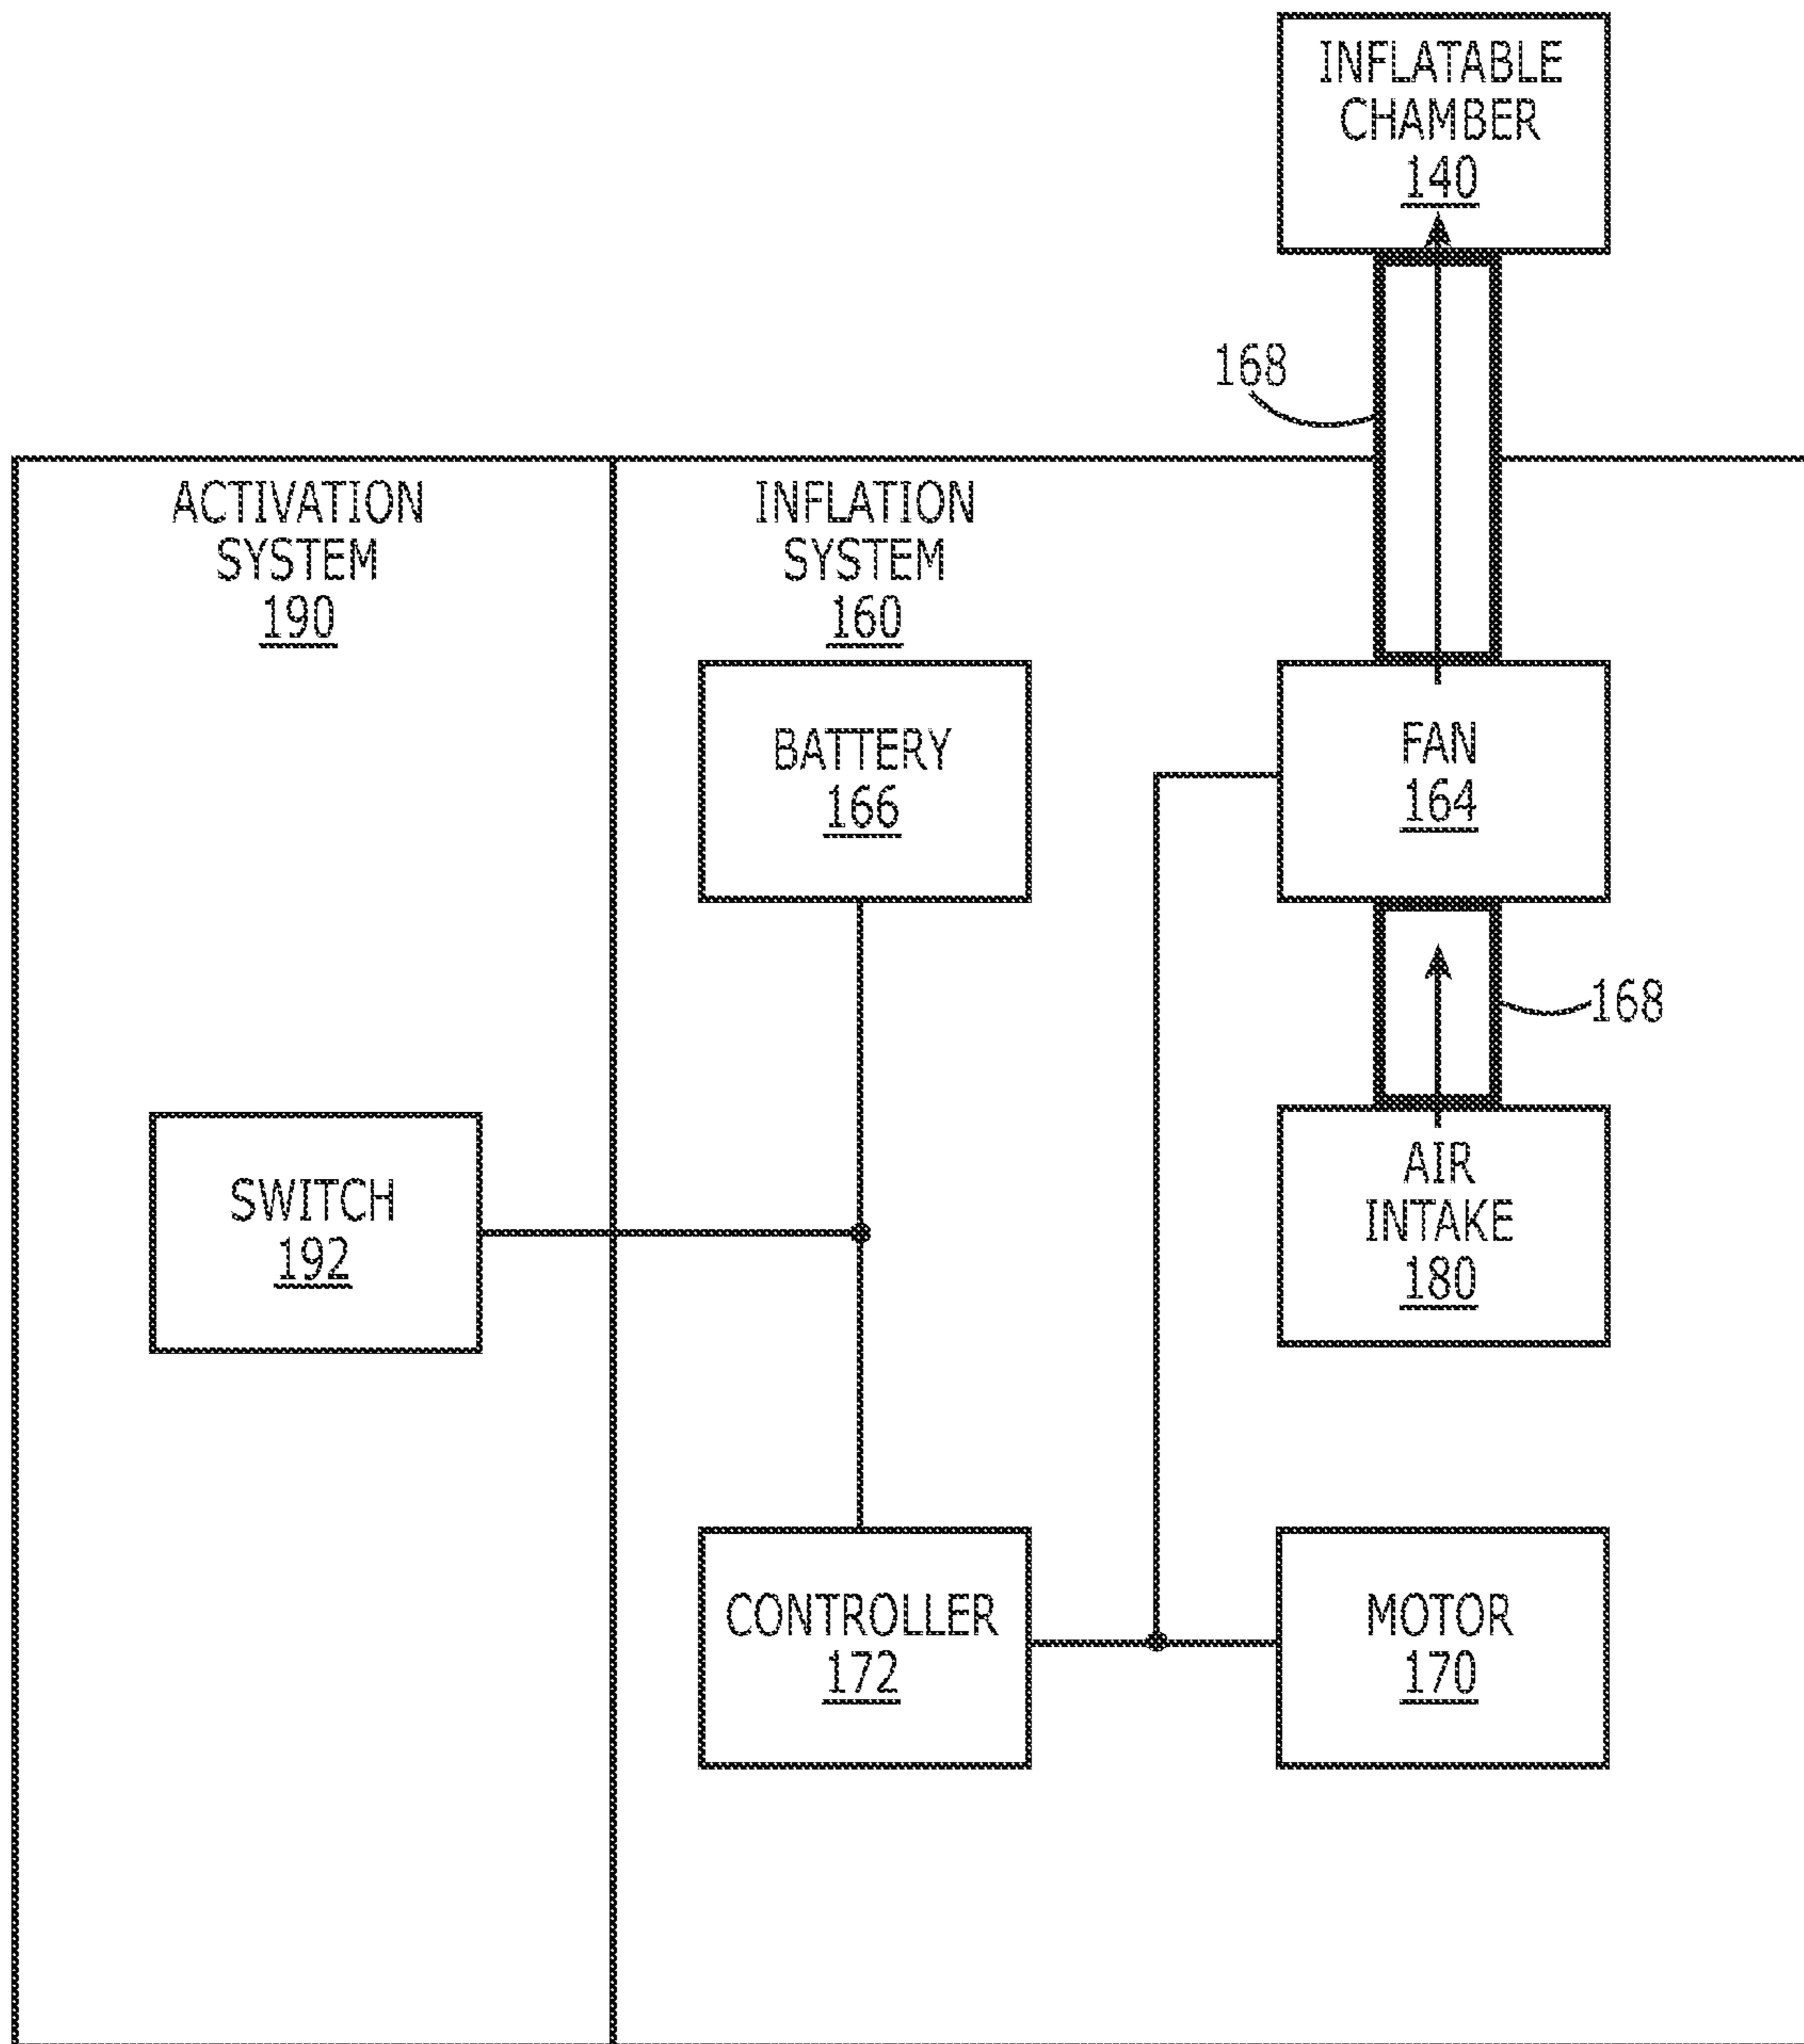 INFLATABLE
CHAMBER
140
168
ACTIVATION
SYSTEM
190
INFLATION
SYSTEM
160
BATTERY
166
FAN
164
168
SWITCH
192
AIR
INTAKE
180
CONTROLLER
172
MOTOR
170